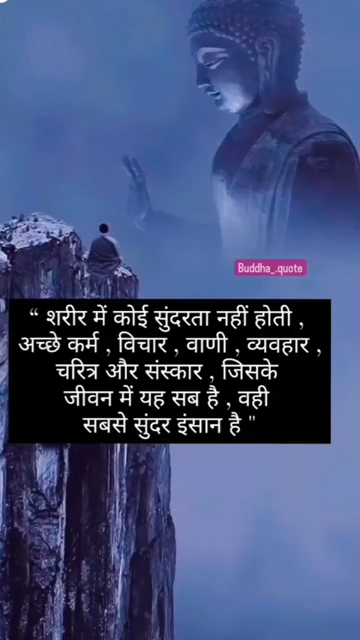 Buddha_.quote
“ शरीर में कोई सुंदरता नहीं होती ,
अच्छे कर्म , विचार , वाणी , व्यवहार ,
चरित्र और संस्कार , जिसके
जीवन में यह सब है , वही
सबसे सुंदर इंसान है "